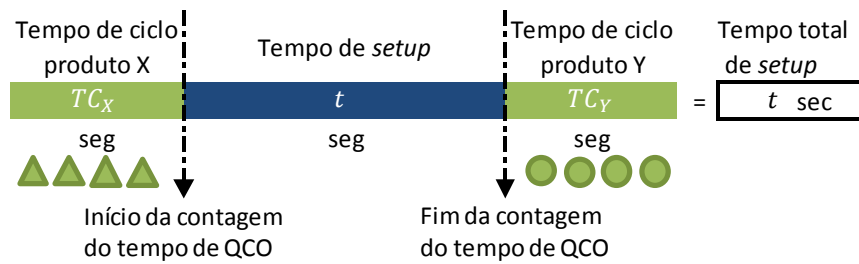 Tempo de ciclo
produto X
Tempo de setup
Tempo de ciclo
produto Y
Tempo total
de setup
TC_X
t
TC_Y
=
t sec
seg
seg
seg
Início da contagem
do tempo de QCO
Fim da contagem
do tempo de QCO